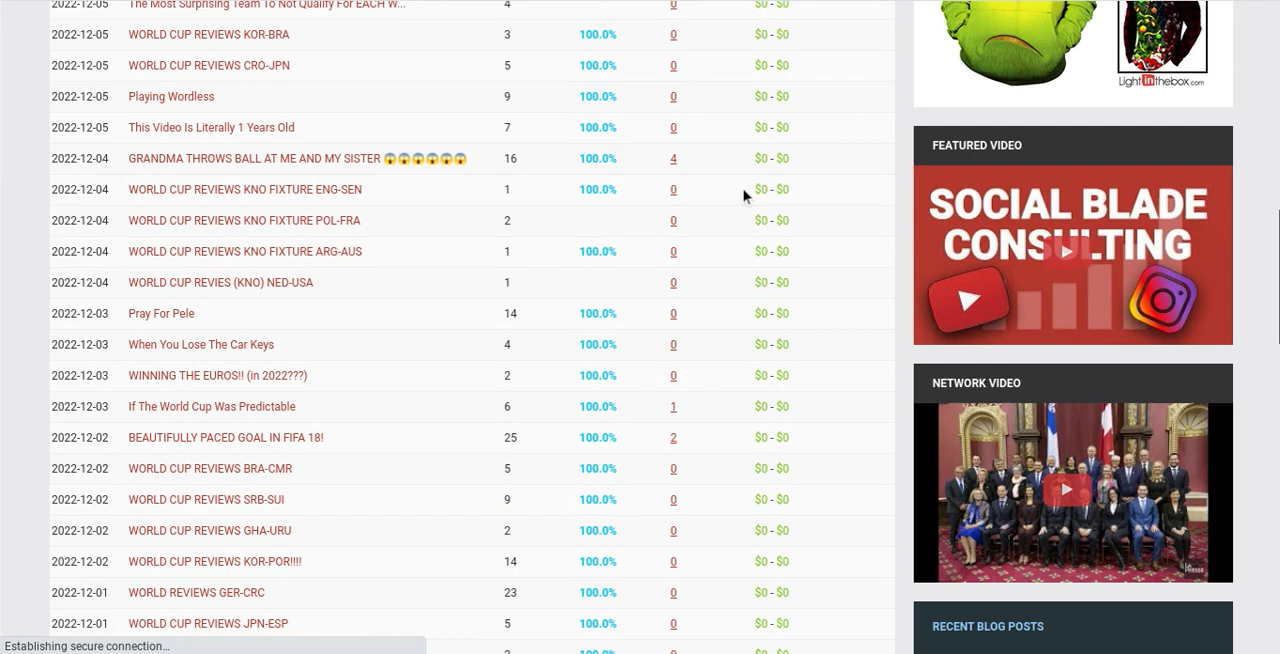 2022-12-05 The Most Surprising Team To Not Qualify For EACH W... 4 0 $0 - $0
2022-12-05 WORLD CUP REVIEWS KOR-BRA 3 100.0% 0 $0 - $0
2022-12-05 WORLD CUP REVIEWS CRO-JPN 5 100.0% 0 $0 - $0
2022-12-05 Playing Wordless 9 100.0% 0 $0 - $0
2022-12-05 This Video Is Literally 1 Years Old 7 100.0% 0 $0 - $0
2022-12-04 GRANDMA THROWS BALL AT ME AND MY SISTER 😱😱😱😱😱😱 16 100.0% 4 $0 - $0
2022-12-04 WORLD CUP REVIEWS KNO FIXTURE ENG-SEN 1 100.0% 0 $0 - $0
2022-12-04 WORLD CUP REVIEWS KNO FIXTURE POL-FRA 2 0 $0 - $0
2022-12-04 WORLD CUP REVIEWS KNO FIXTURE ARG-AUS 1 100.0% 0 $0 - $0
2022-12-04 WORLD CUP REVIES (KNO) NED-USA 1 0 $0 - $0
2022-12-03 Pray For Pele 14 100.0% 0 $0 - $0
2022-12-03 When You Lose The Car Keys 4 100.0% 0 $0 - $0
2022-12-03 WINNING THE EUROS!! (in 2022???) 2 100.0% 0 $0 - $0
2022-12-03 If The World Cup Was Predictable 6 100.0% 1 $0 - $0
2022-12-02 BEAUTIFULLY PACED GOAL IN FIFA 18! 25 100.0% 2 $0 - $0
2022-12-02 WORLD CUP REVIEWS BRA-CMR 5 100.0% 0 $0 - $0
2022-12-02 WORLD CUP REVIEWS SRB-SUI 9 100.0% 0 $0 - $0
2022-12-02 WORLD CUP REVIEWS GHA-URU 2 100.0% 0 $0 - $0
2022-12-02 WORLD CUP REVIEWS KOR-POR!!!! 14 100.0% 0 $0 - $0
2022-12-01 WORLD REVIEWS GER-CRC 23 100.0% 0 $0 - $0
2022-12-01 WORLD CUP REVIEWS JPN-ESP 5 100.0% 0 $0 - $0
Establishing secure connection...
Lightinthebox.com
FEATURED VIDEO
SOCIAL BLADE
CONSULTING
NETWORK VIDEO
LA
PRESSE
RECENT BLOG POSTS